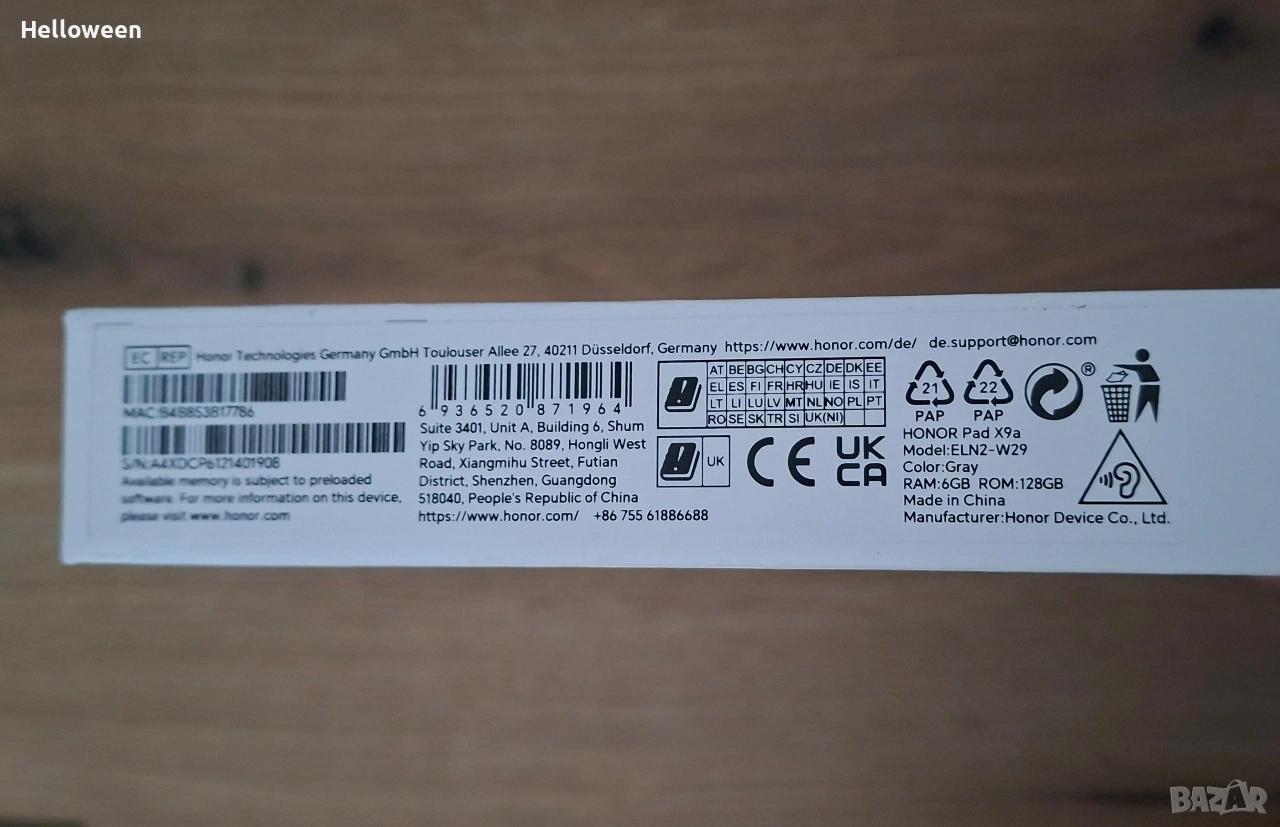 Helloween
EC REP Honor Technologies Germany GmbH Toulouser Allee 27, 40211 Düsseldorf, Germany https://www.honor.com/de/ de.support@honor.com
MAC:B4B853B17786
S/N:A4XDCP6121401908
Available memory is subject to preloaded
software. For more information on this device,
please visit www.honor.com
6 936520 871964
Suite 3401, Unit A, Building 6, Shum
Yip Sky Park, No. 8089, Hongli West
Road, Xiangmihu Street, Futian
District, Shenzhen, Guangdong
518040, People's Republic of China
https://www.honor.com/ +86 755 61886688
AT BE BG CH CY CZ DE DK EE
EL ES FI FR HR HU IE IS IT
LT LI LU LV MT NL NO PL PT
RO SE SK TR SI UK(NI)
! UK
CE
UK
CA
21
PAP
22
PAP
®
HONOR Pad X9a
Model:ELN2-W29
Color:Gray
RAM:6GB ROM:128GB
Made in China
Manufacturer:Honor Device Co., Ltd.
BAZAR